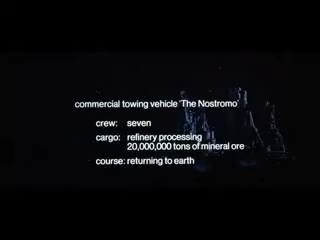 commercial towing vehicle 'The Nostromo'
crew: seven
cargo: refinery processing
20,000,000 tons of mineral ore
course: returning to earth